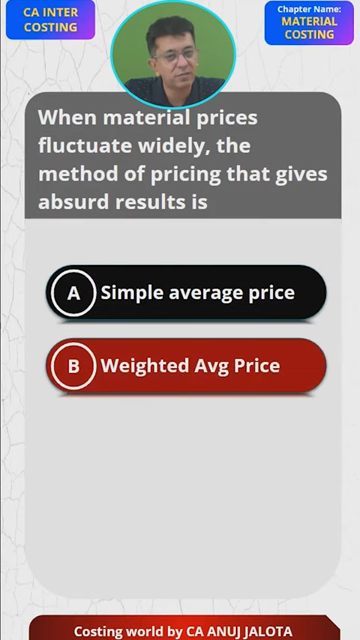 CA INTER
COSTING
Chapter Name:
MATERIAL
COSTING
When material prices
fluctuate widely, the
method of pricing that gives
absurd results is
A Simple average price
B Weighted Avg Price
Costing world by CA ANUJ JALOTA